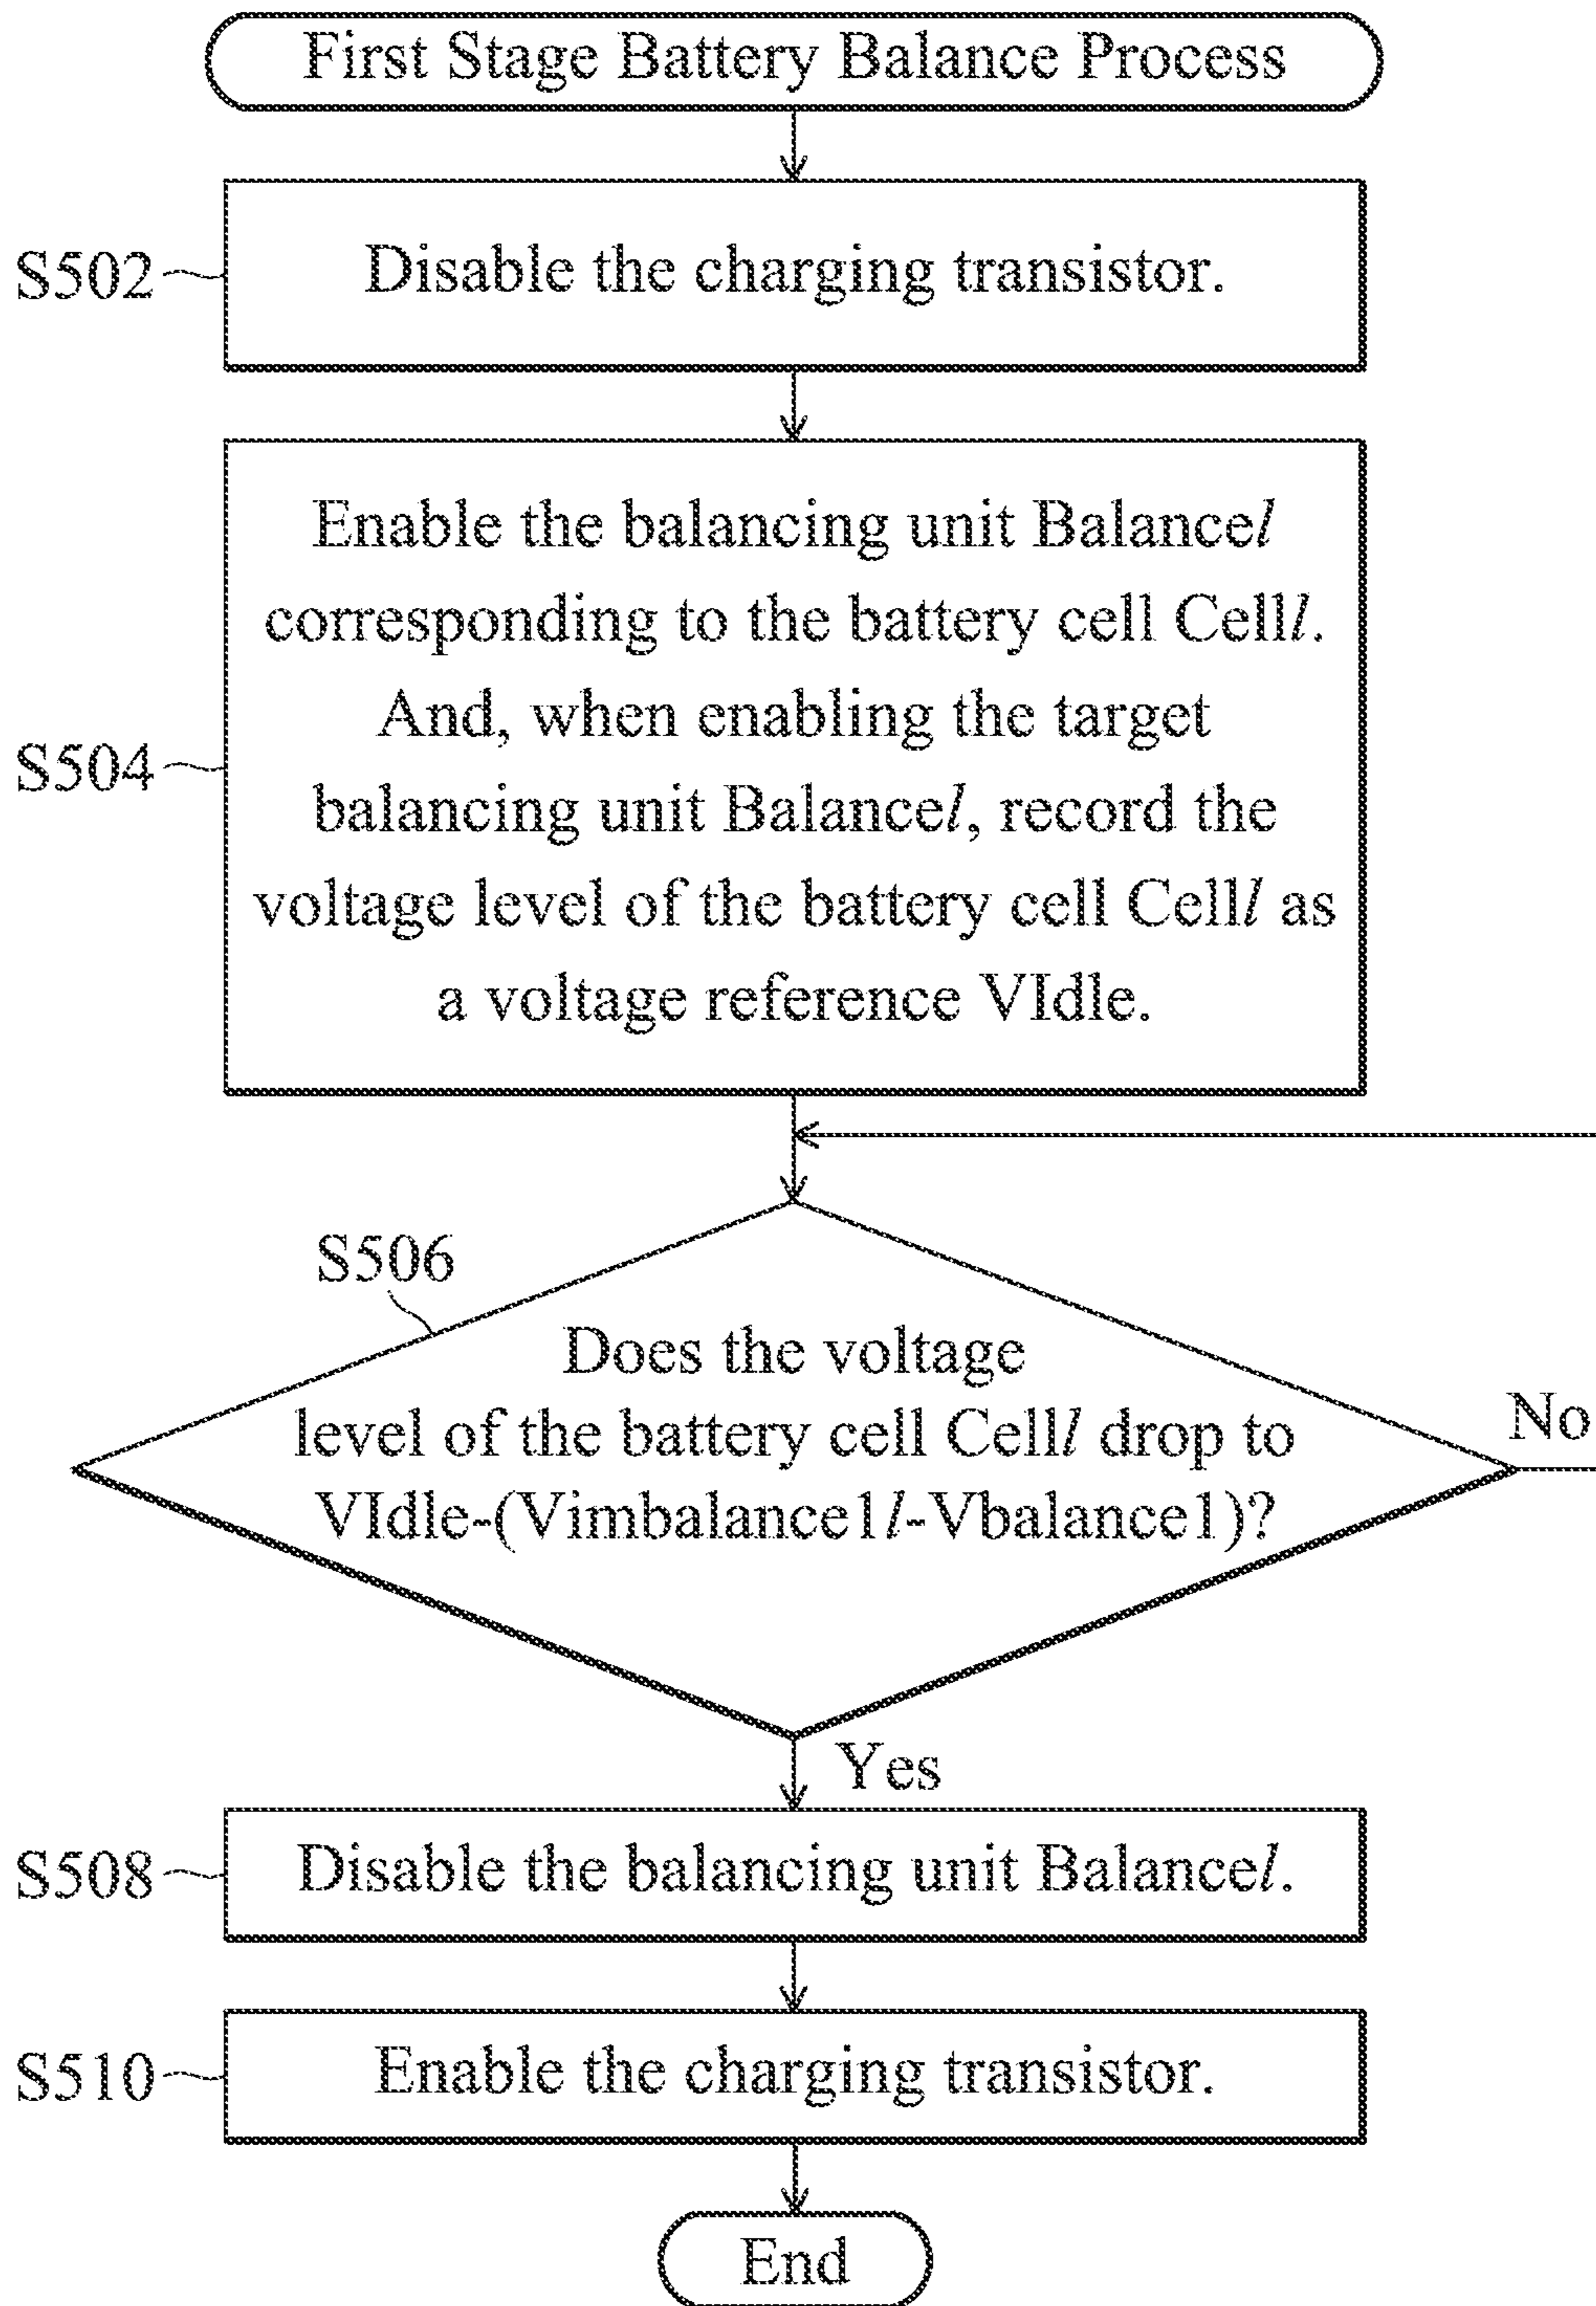 First Stage Battery Balance Process
S502
Disable the charging transistor.
S504
Enable the balancing unit Balancel
corresponding to the battery cell Celll.
And, when enabling the target
balancing unit Balancel, record the
voltage level of the battery cell Celll as
a voltage reference VIdle.
S506
Does the voltage
level of the battery cell Celll drop to
VIdle-(Vimbalance1l-Vbalance1)?
No
Yes
S508
Disable the balancing unit Balancel.
S510
Enable the charging transistor.
End